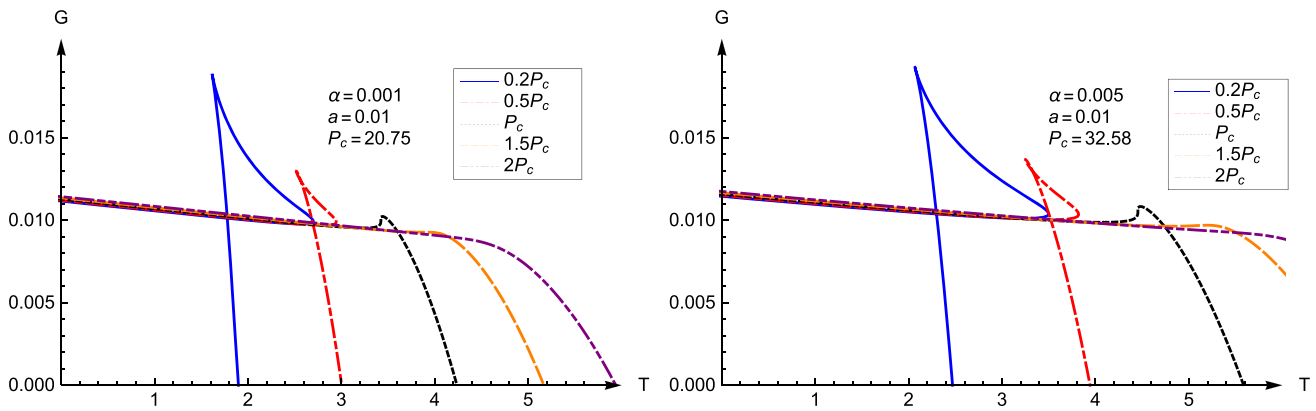 G
0.015
0.010
0.005
0.000
1
2
3
4
5
T
α = 0.001
a = 0.01
P_c = 20.75
0.2P_c
0.5P_c
P_c
1.5P_c
2P_c
G
0.015
0.010
0.005
0.000
1
2
3
4
5
T
α = 0.005
a = 0.01
P_c = 32.58
0.2P_c
0.5P_c
P_c
1.5P_c
2P_c